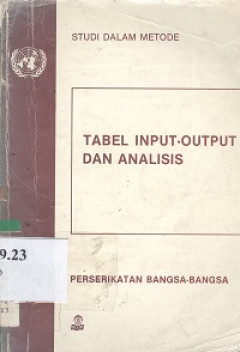 STUDI DALAM METODE
TABEL INPUT-OUTPUT
DAN ANALISIS
9.23
PERSERIKATAN BANGSA-BANGSA